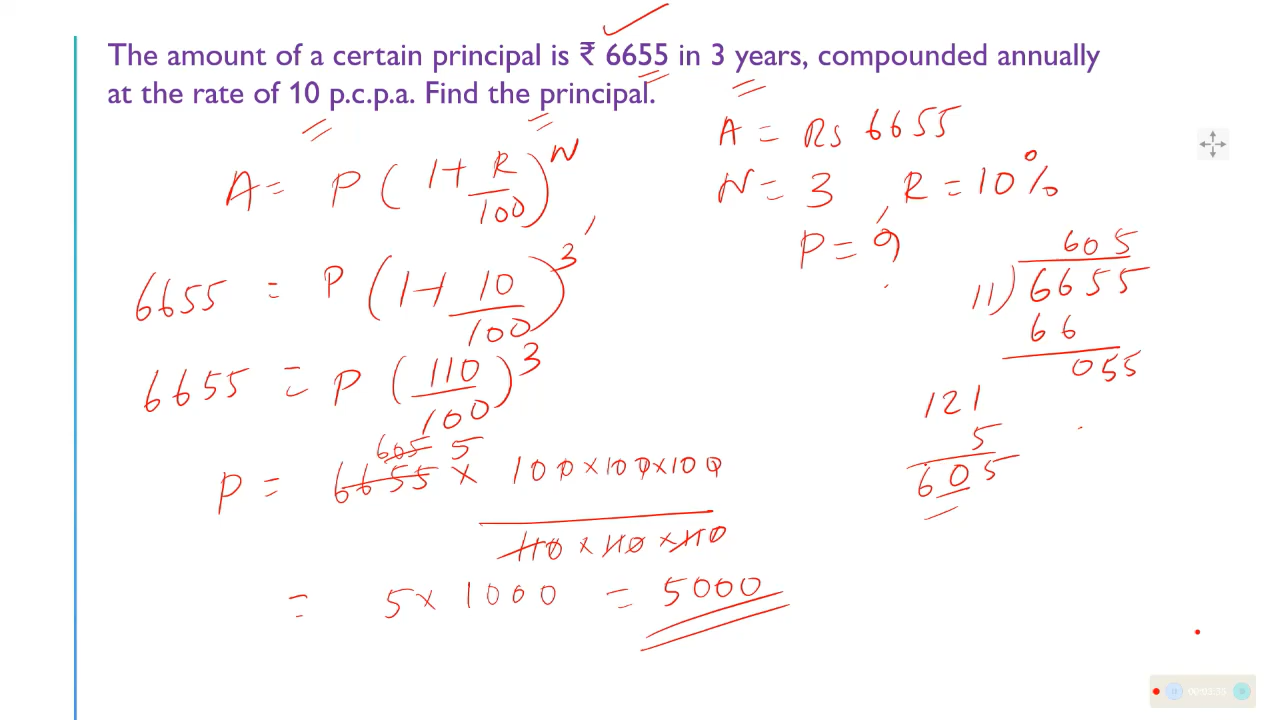 The amount of a certain principal is ₹ 6655 in 3 years, compounded annually
at the rate of 10 p.c.p.a. Find the principal.
A = Rs 6655
N = 3 , R = 10%
P = ?
A = P ( 1 + R/100 )^N
6655 = P ( 1 + 10/100 )^3
6655 = P ( 110/100 )^3
605 5
P = 6655 × 100 × 100 × 100
110 × 110 × 110
= 5 × 1000 = 5000
605
11 ) 6655
66
055
121
5
605